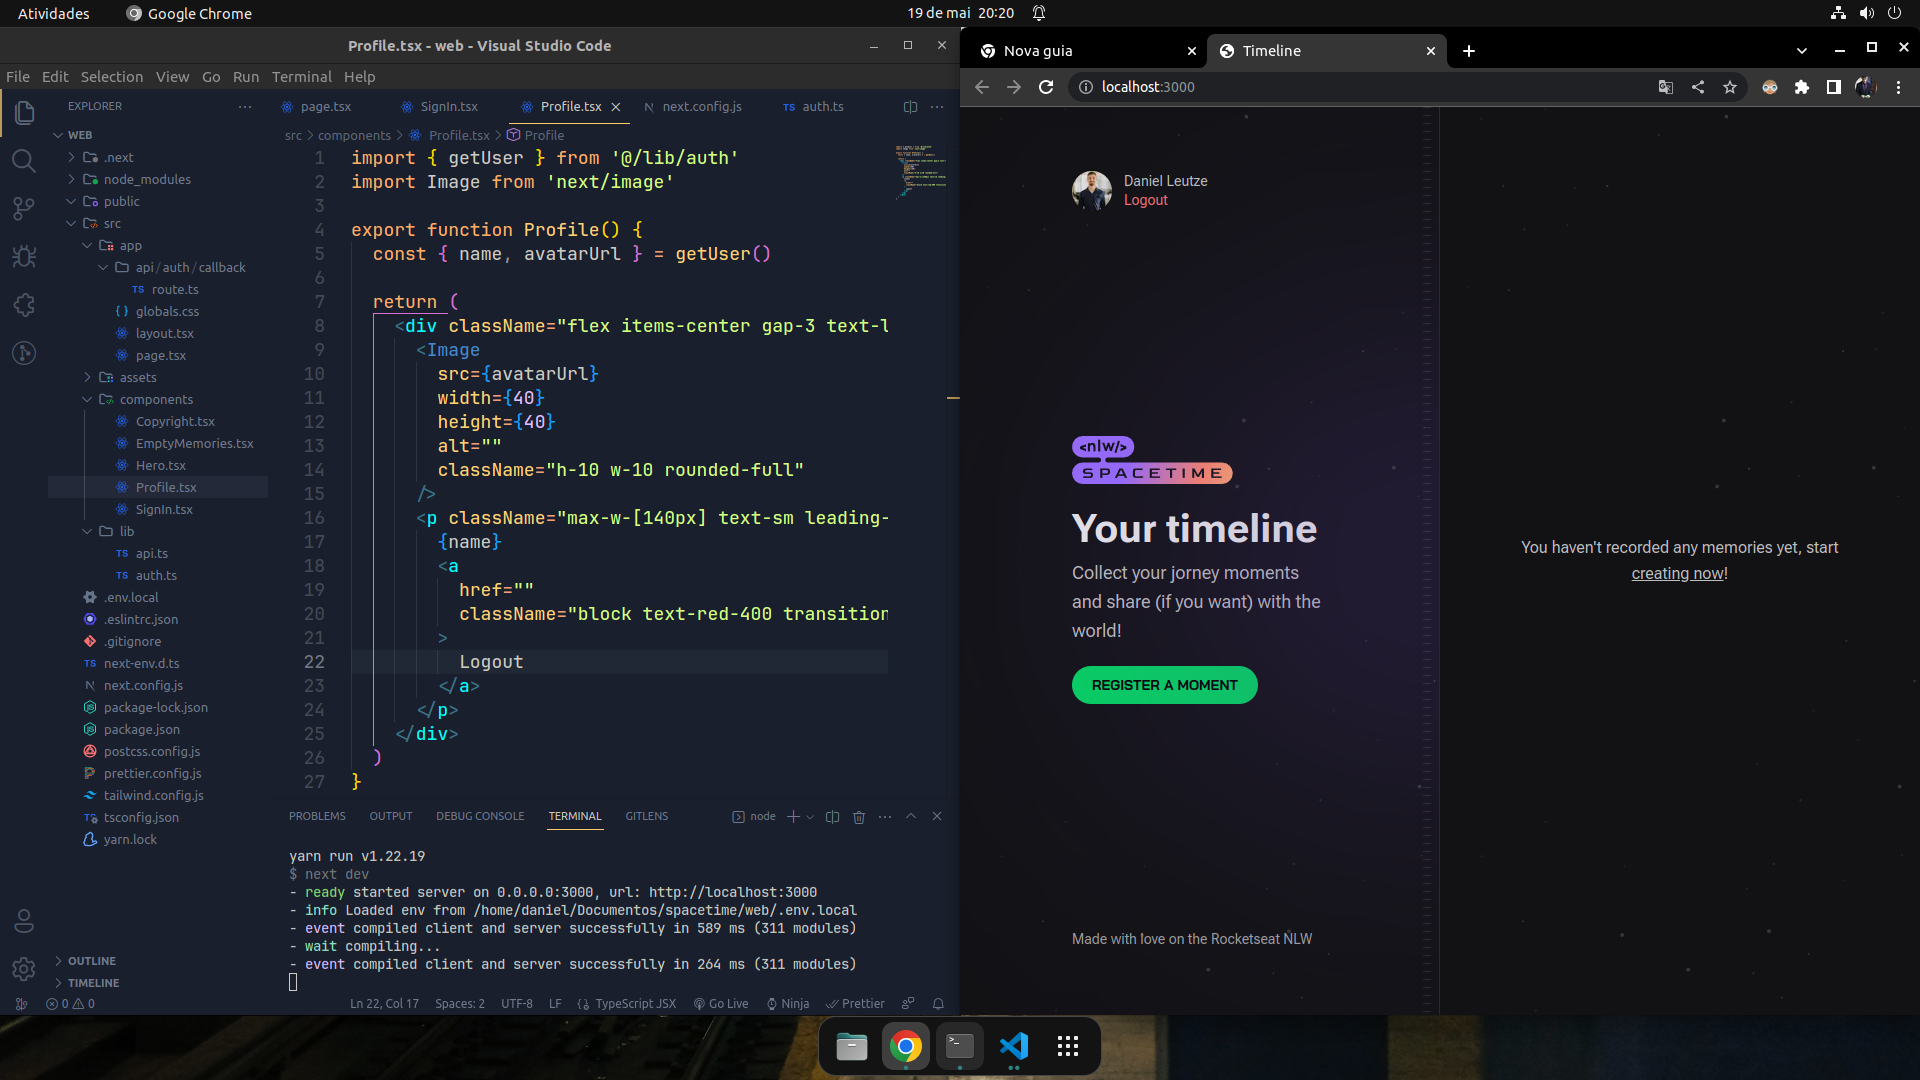 Atividades
Google Chrome
19 de mai 20:20
Profile.tsx - web - Visual Studio Code
File Edit Selection View Go Run Terminal Help
EXPLORER
WEB
.next
node_modules
public
src
app
api/auth/callback
route.ts
globals.css
layout.tsx
page.tsx
assets
components
Copyright.tsx
EmptyMemories.tsx
Hero.tsx
Profile.tsx
SignIn.tsx
lib
TS api.ts
TS auth.ts
.env.local
.eslintrc.json
.gitignore
TS next-env.d.ts
next.config.js
package-lock.json
package.json
postcss.config.js
prettier.config.js
tailwind.config.js
tsconfig.json
yarn.lock
OUTLINE
TIMELINE
page.tsx SignIn.tsx Profile.tsx N next.config.js TS auth.ts
src > components > Profile.tsx > Profile
1 import { getUser } from '@/lib/auth'
2 import Image from 'next/image'
3
4 export function Profile() {
5 const { name, avatarUrl } = getUser()
6
7 return (
8 <div className="flex items-center gap-3 text-l
9 <Image
10 src={avatarUrl}
11 width={40}
12 height={40}
13 alt=""
14 className="h-10 w-10 rounded-full"
15 />
16 <p className="max-w-[140px] text-sm leading-
17 {name}
18 <a
19 href=""
20 className="block text-red-400 transition
21 >
22 Logout
23 </a>
24 </p>
25 </div>
26 )
27 }
PROBLEMS OUTPUT DEBUG CONSOLE TERMINAL GITLENS node
yarn run v1.22.19
$ next dev
- ready started server on 0.0.0.0:3000, url: http://localhost:3000
- info Loaded env from /home/daniel/Documentos/spacetime/web/.env.local
- event compiled client and server successfully in 589 ms (311 modules)
- wait compiling...
- event compiled client and server successfully in 264 ms (311 modules)
0 0 Ln 22, Col 17 Spaces: 2 UTF-8 LF TypeScript JSX Go Live Ninja Prettier
Nova guia
Timeline
localhost:3000
Daniel Leutze
Logout
<nlw/>
SPACETIME
Your timeline
Collect your jorney moments
and share (if you want) with the
world!
REGISTER A MOMENT
Made with love on the Rocketseat NLW
You haven't recorded any memories yet, start
creating now!